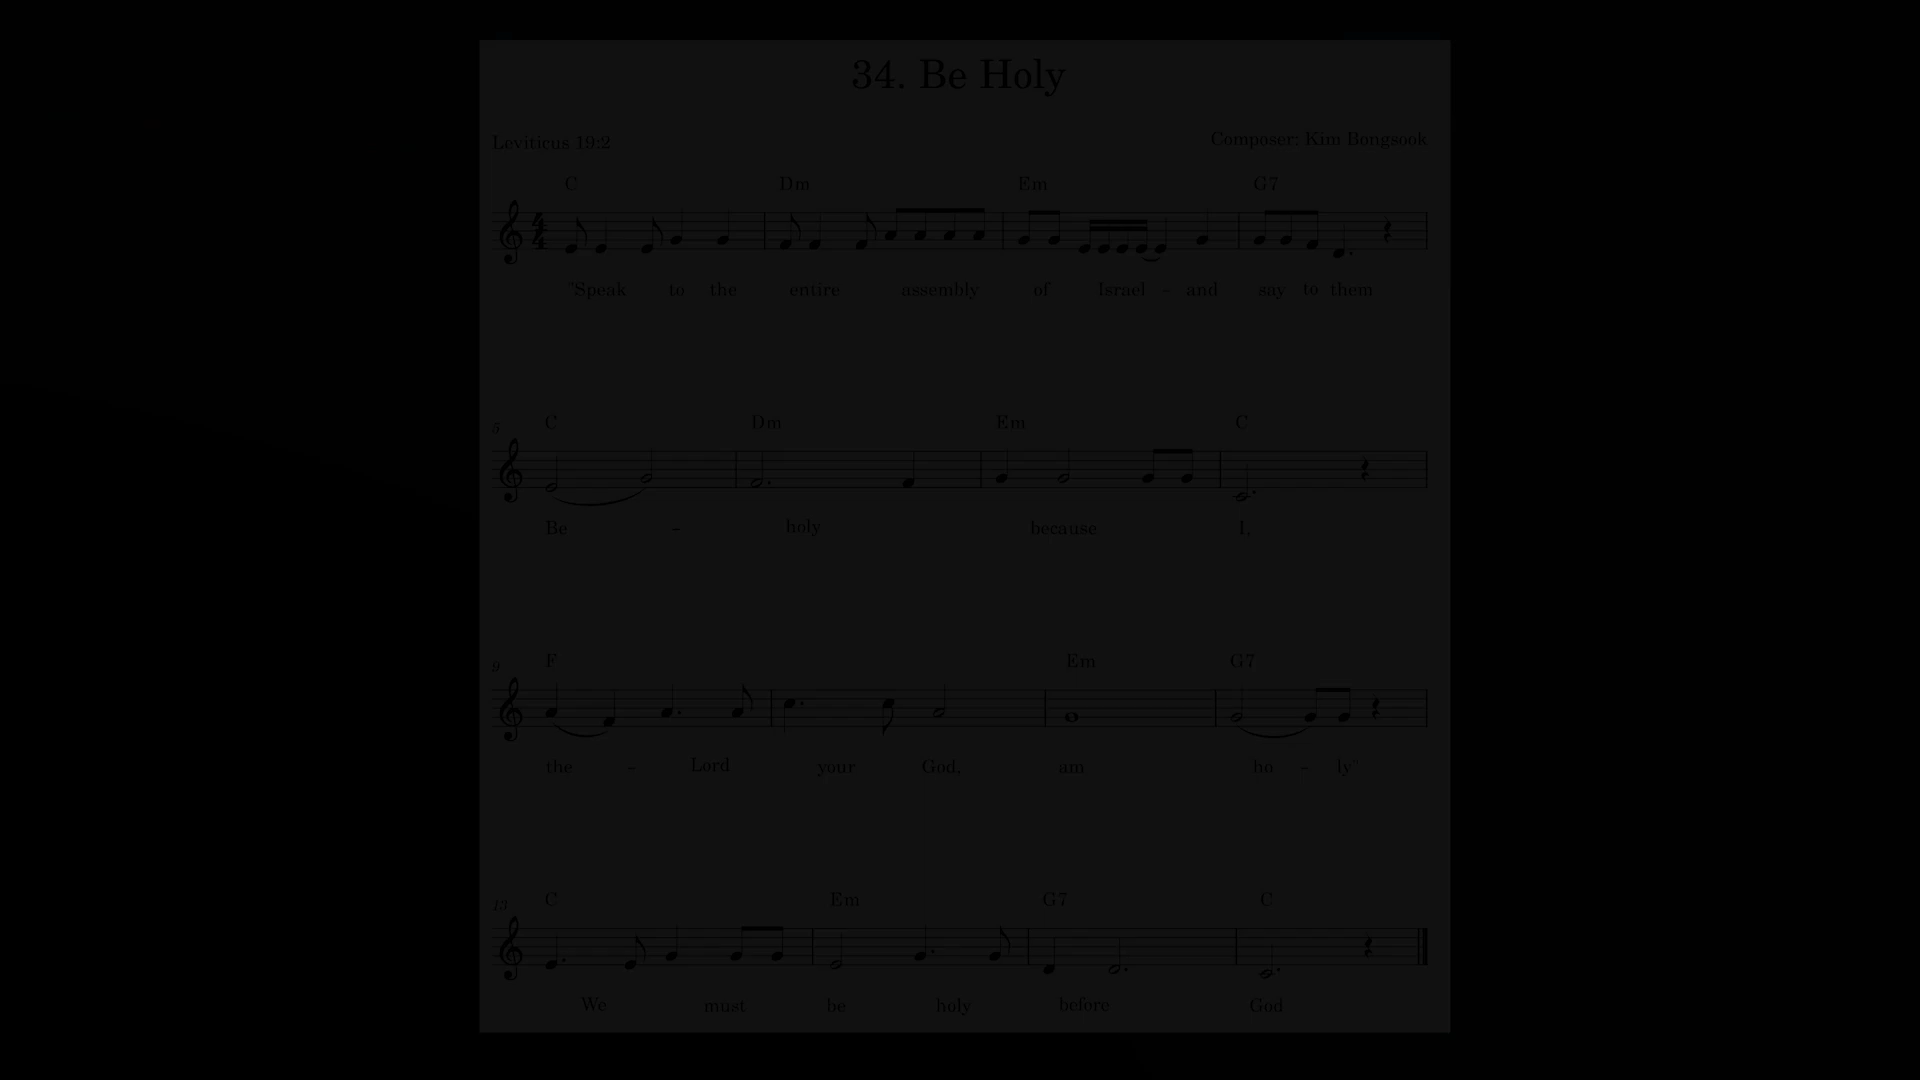 34. Be Holy
Leviticus 19:2
Composer: Kim Bongsook
C Dm Em G7
"Speak to the entire assembly of Israel - and say to them
5
C Dm Em C
Be - holy because I,
9
F Em G7
the - Lord your God, am ho - ly"
13
C Em G7 C
We must be holy before God